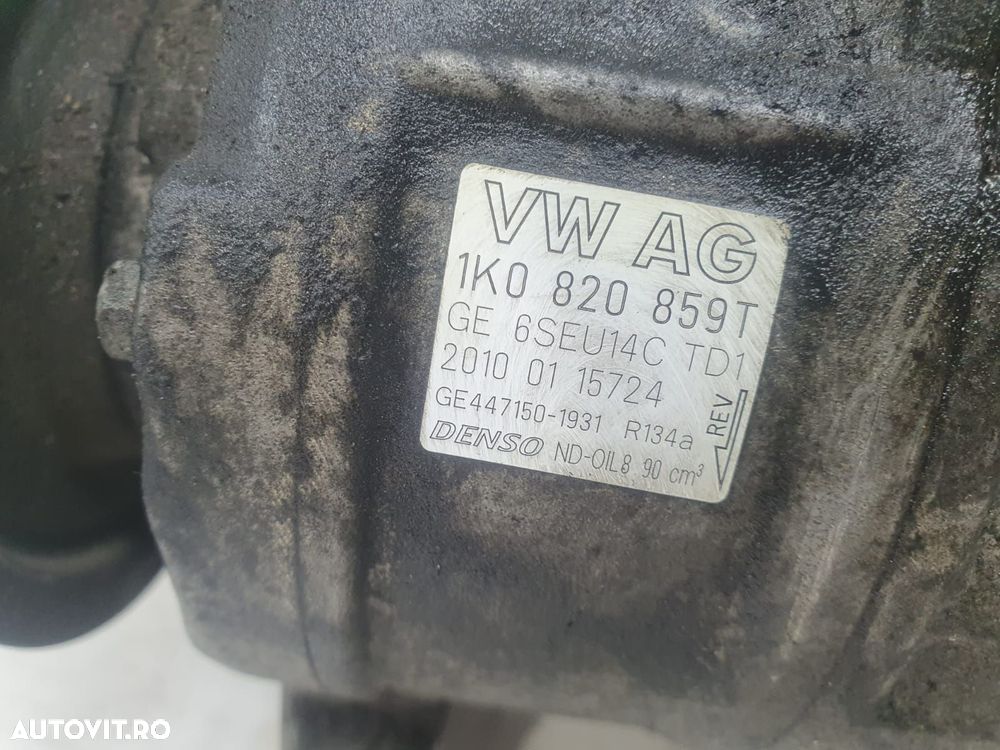 VW AG
1K0 820 859T
GE 6SEU14C TD1
2010 01 15724
GE447150-1931 R134a
DENSO ND-OIL8 90 cm³
REV
AUTOVIT.RO